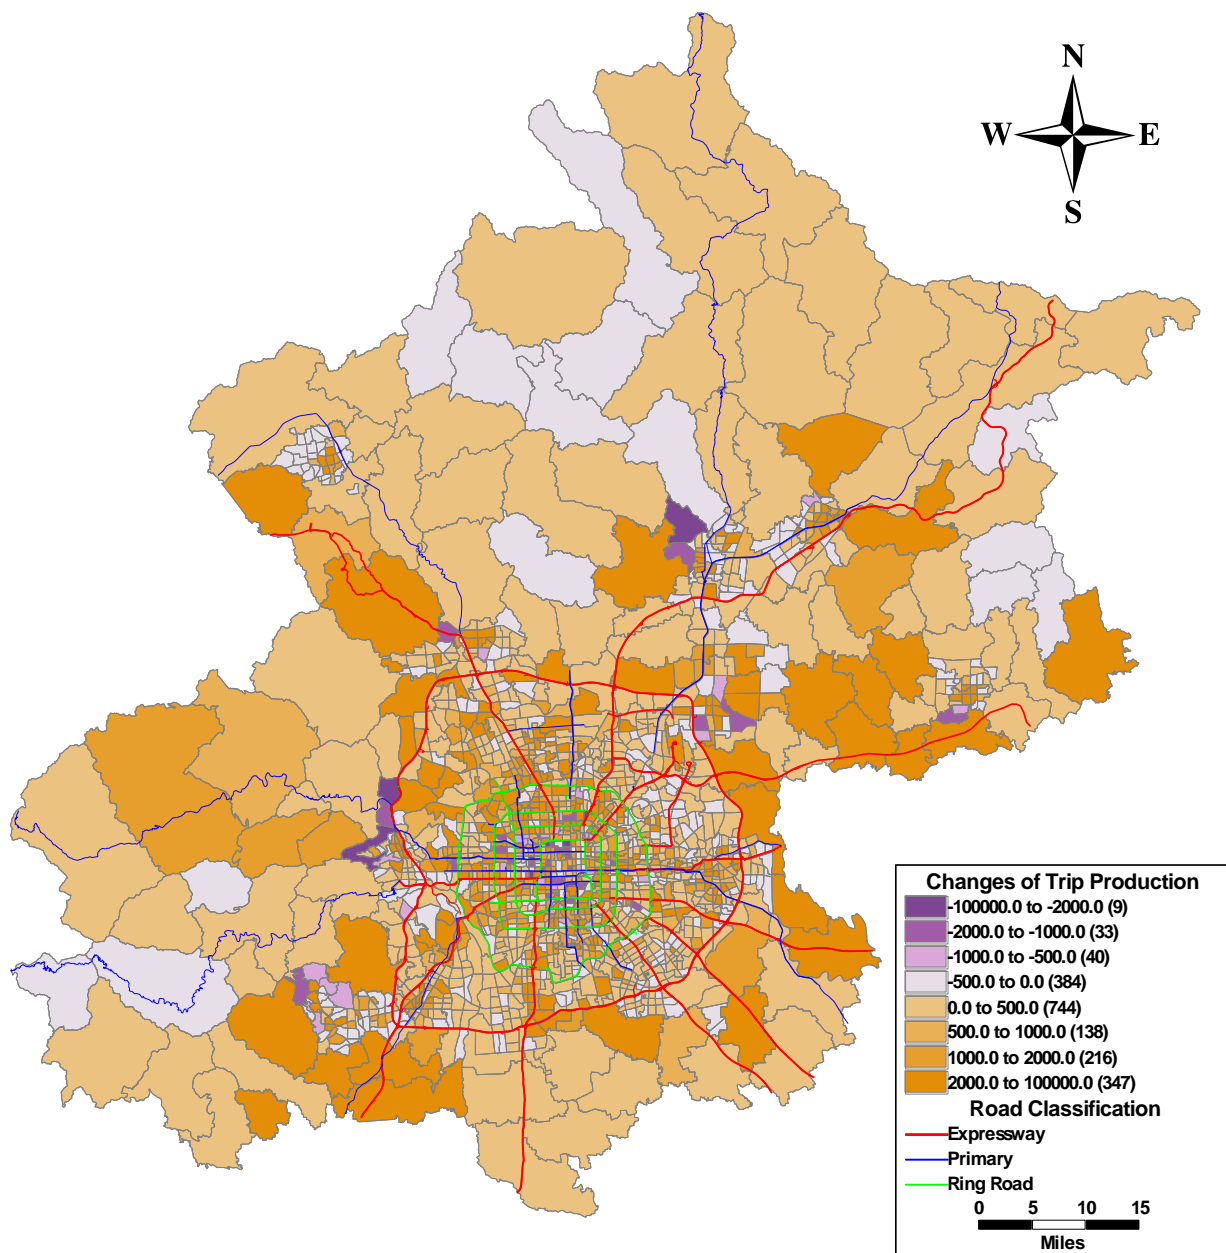 N
W E
S
Changes of Trip Production
-100000.0 to -2000.0 (9)
-2000.0 to -1000.0 (33)
-1000.0 to -500.0 (40)
-500.0 to 0.0 (384)
0.0 to 500.0 (744)
500.0 to 1000.0 (138)
1000.0 to 2000.0 (216)
2000.0 to 100000.0 (347)
Road Classification
Expressway
Primary
Ring Road
0 5 10 15
Miles